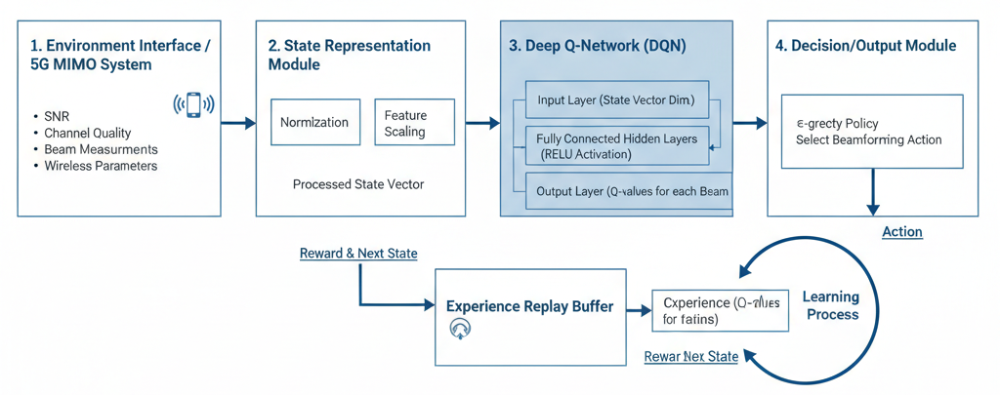 1. Environment Interface /
5G MIMO System
• SNR
• Channel Quality
• Beam Measurments
• Wireless Parameters
2. State Representation
Module
Normization
Feature
Scaling
Processed State Vector
3. Deep Q-Network (DQN)
Input Layer (State Vector Dim.)
Fully Connected Hidden Layers
(RELU Activation)
Output Layer (Q-values for each Beam
4. Decision/Output Module
ɛ-grecty Policy
Select Beamforming Action
Action
Reward & Next State
Experience Replay Buffer
Cxperience
for
Learning
Process
Rewar Nex State